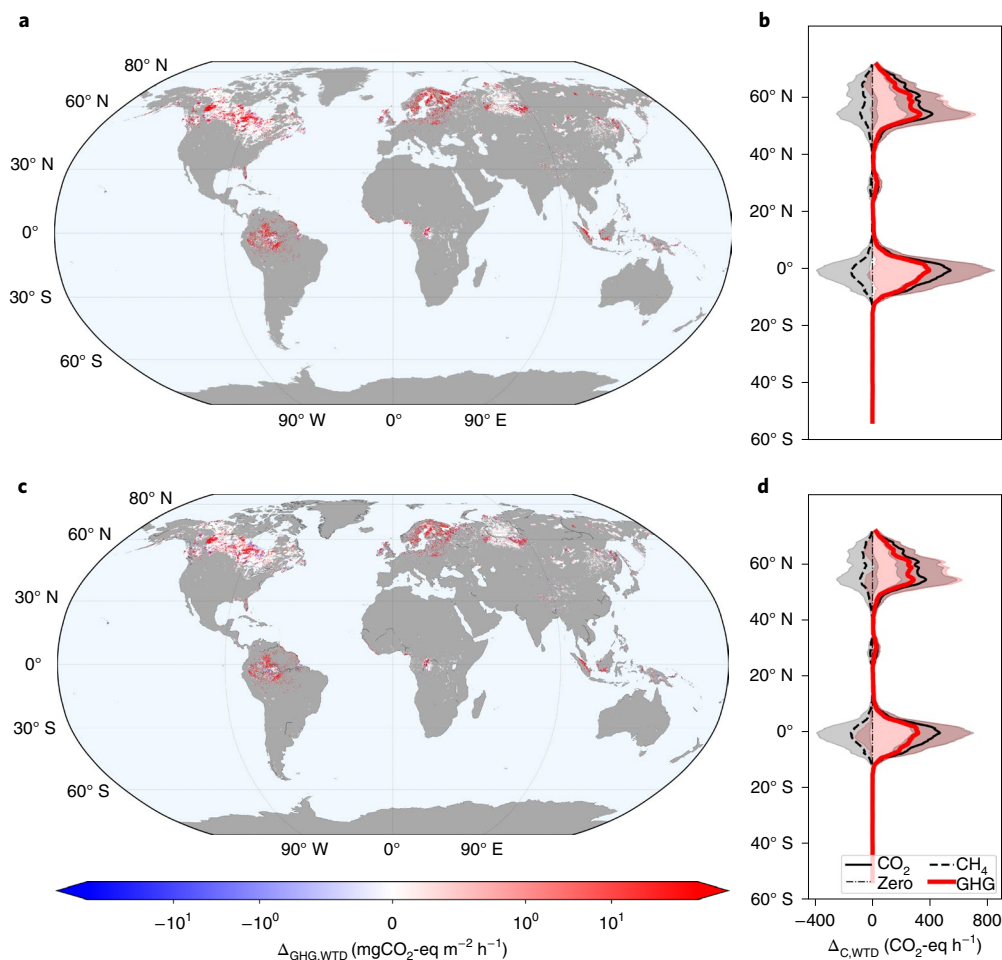 a
80° N
60° N
30° N
0°
30° S
60° S
90° W 0° 90° E
b
60° N
40° N
20° N
0°
20° S
40° S
60° S
c
80° N
60° N
30° N
0°
30° S
60° S
90° W 0° 90° E
−10¹ −10⁰ 0 10⁰ 10¹
Δ_GHG,WTD (mgCO₂-eq m⁻² h⁻¹)
d
60° N
40° N
20° N
0°
20° S
40° S
60° S
CO₂ CH₄
Zero GHG
−400 0 400 800
Δ_C,WTD (CO₂-eq h⁻¹)